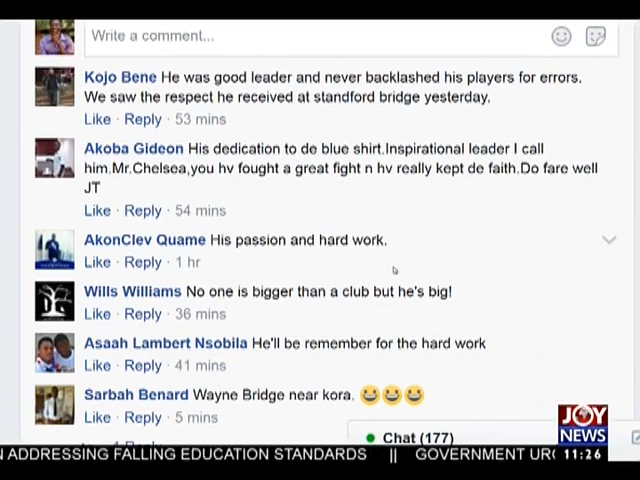 Write a comment...
Kojo Bene He was good leader and never backlashed his players for errors.
We saw the respect he received at standford bridge yesterday.
Like · Reply · 53 mins
Akoba Gideon His dedication to de blue shirt.Inspirational leader I call
him.Mr.Chelsea,you hv fought a great fight n hv really kept de faith.Do fare well
JT
Like · Reply · 54 mins
AkonClev Quame His passion and hard work.
Like · Reply · 1 hr
Wills Williams No one is bigger than a club but he's big!
Like · Reply · 36 mins
Asaah Lambert Nsobila He'll be remember for the hard work
Like · Reply · 41 mins
Sarbah Benard Wayne Bridge near kora. 😀😀😀
Like · Reply · 5 mins
Chat (177)
JOY
NEWS
ADDRESSING FALLING EDUCATION STANDARDS || GOVERNMENT
11:26